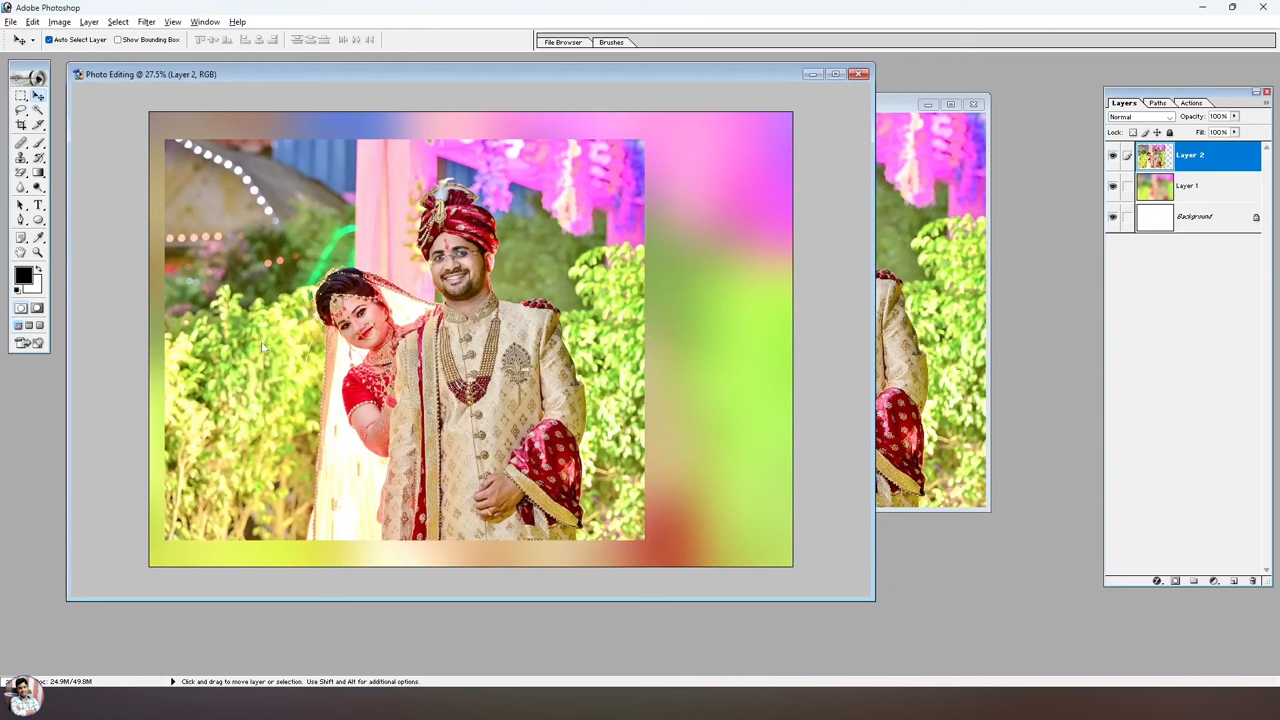 Adobe Photoshop
File Edit Image Layer Select Filter View Window Help
Auto Select Layer Show Bounding Box
File Browser Brushes
Photo Editing @ 27.5% (Layer 2, RGB)
Layers Paths Actions
Normal Opacity: 100%
Lock: Fill: 100%
Layer 2
Layer 1
Background
Doc: 24.9M/49.8M Click and drag to move layer or selection. Use Shift and Alt for additional options.